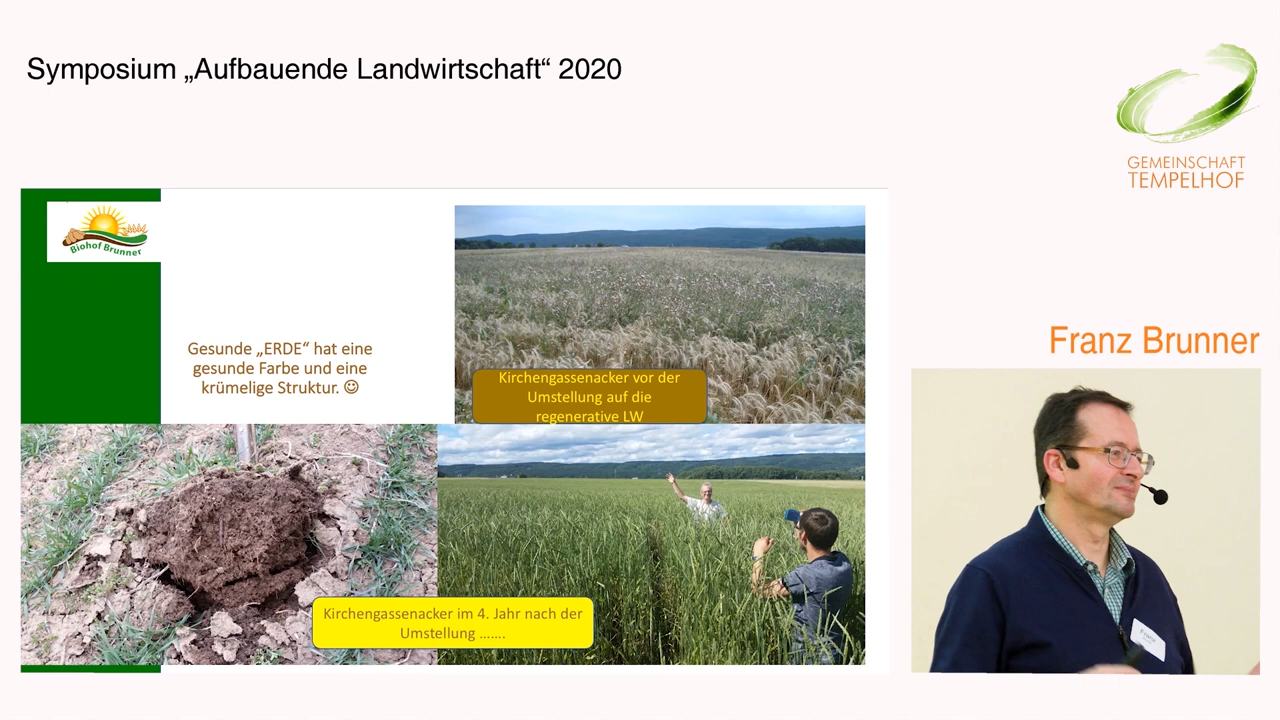 Symposium „Aufbauende Landwirtschaft“ 2020
GEMEINSCHAFT
TEMPELHOF
Biohof Brunner
Gesunde „ERDE“ hat eine
gesunde Farbe und eine
krümelige Struktur. ☺
Kirchengassenacker vor der
Umstellung auf die
regenerative LW
Kirchengassenacker im 4. Jahr nach der
Umstellung .......
Franz Brunner
Franz